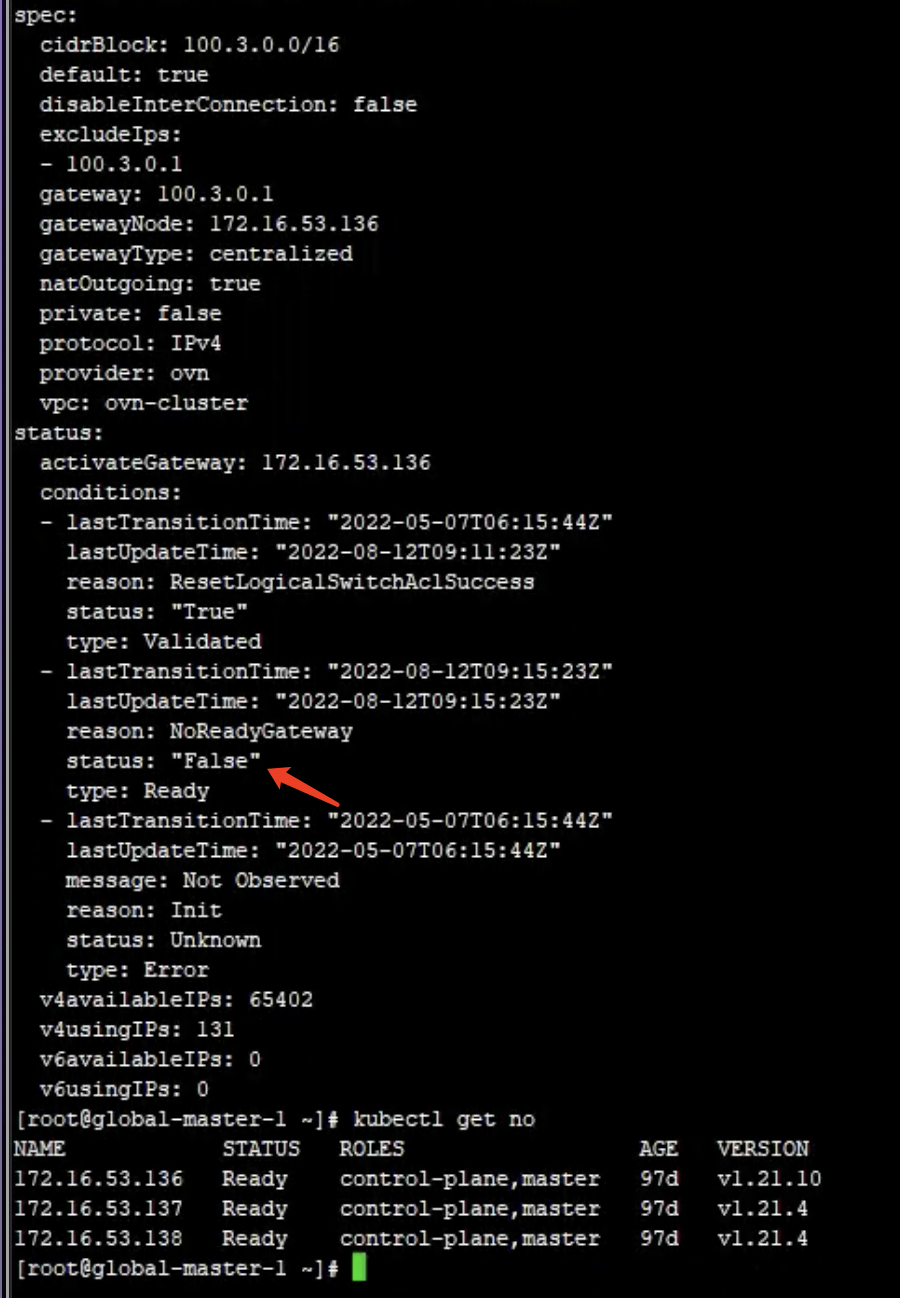 spec:
  cidrBlock: 100.3.0.0/16
  default: true
  disableInterConnection: false
  excludeIps:
  - 100.3.0.1
  gateway: 100.3.0.1
  gatewayNode: 172.16.53.136
  gatewayType: centralized
  natOutgoing: true
  private: false
  protocol: IPv4
  provider: ovn
  vpc: ovn-cluster
status:
  activateGateway: 172.16.53.136
  conditions:
  - lastTransitionTime: "2022-05-07T06:15:44Z"
    lastUpdateTime: "2022-08-12T09:11:23Z"
    reason: ResetLogicalSwitchAclSuccess
    status: "True"
    type: Validated
  - lastTransitionTime: "2022-08-12T09:15:23Z"
    lastUpdateTime: "2022-08-12T09:15:23Z"
    reason: NoReadyGateway
    status: "False"
    type: Ready
  - lastTransitionTime: "2022-05-07T06:15:44Z"
    lastUpdateTime: "2022-05-07T06:15:44Z"
    message: Not Observed
    reason: Init
    status: Unknown
    type: Error
  v4availableIPs: 65402
  v4usingIPs: 131
  v6availableIPs: 0
  v6usingIPs: 0
[root@global-master-1 ~]# kubectl get no
NAME            STATUS   ROLES                  AGE   VERSION
172.16.53.136   Ready    control-plane,master   97d   v1.21.10
172.16.53.137   Ready    control-plane,master   97d   v1.21.4
172.16.53.138   Ready    control-plane,master   97d   v1.21.4
[root@global-master-1 ~]#